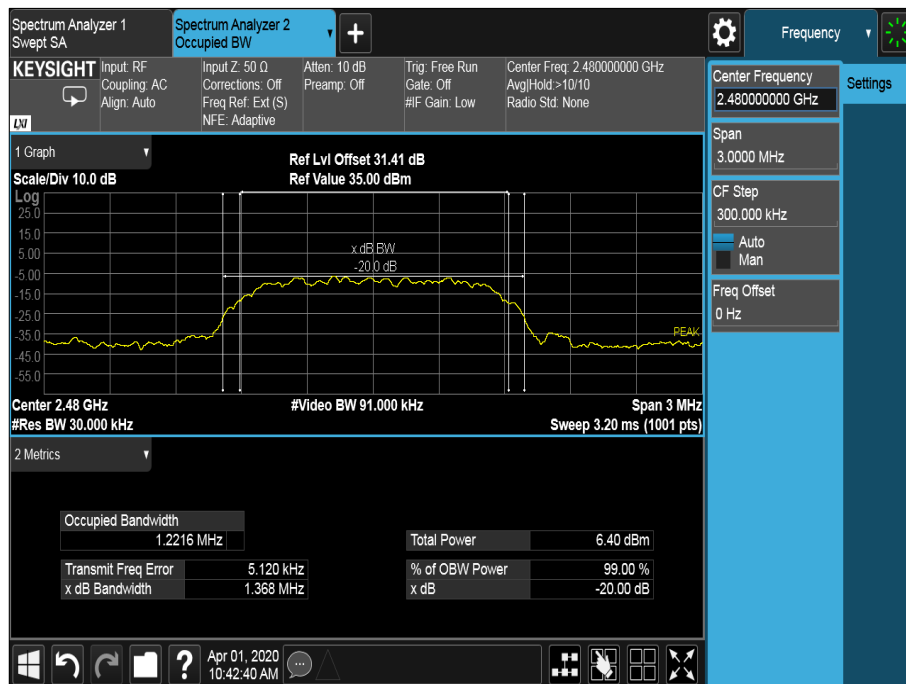 Spectrum Analyzer 1
Swept SA
Spectrum Analyzer 2
Occupied BW
Frequency
KEYSIGHT
LXI
Input: RF
Coupling: AC
Align: Auto
Input Z: 50 Ω
Corrections: Off
Freq Ref: Ext (S)
NFE: Adaptive
Atten: 10 dB
Preamp: Off
Trig: Free Run
Gate: Off
#IF Gain: Low
Center Freq: 2.480000000 GHz
Avg|Hold:>10/10
Radio Std: None
Center Frequency
2.480000000 GHz
Settings
Span
3.0000 MHz
CF Step
300.000 kHz
Auto
Man
Freq Offset
0 Hz
1 Graph
Scale/Div 10.0 dB
Ref Lvl Offset 31.41 dB
Ref Value 35.00 dBm
Log
25.0
15.0
5.00
-5.00
-15.0
-25.0
-35.0
-45.0
-55.0
x dB BW
-20.0 dB
PEAK
Center 2.48 GHz
#Video BW 91.000 kHz
Span 3 MHz
#Res BW 30.000 kHz
Sweep 3.20 ms (1001 pts)
2 Metrics
Occupied Bandwidth
1.2216 MHz
Total Power 6.40 dBm
Transmit Freq Error 5.120 kHz
% of OBW Power 99.00 %
x dB Bandwidth 1.368 MHz
x dB -20.00 dB
?
Apr 01, 2020
10:42:40 AM